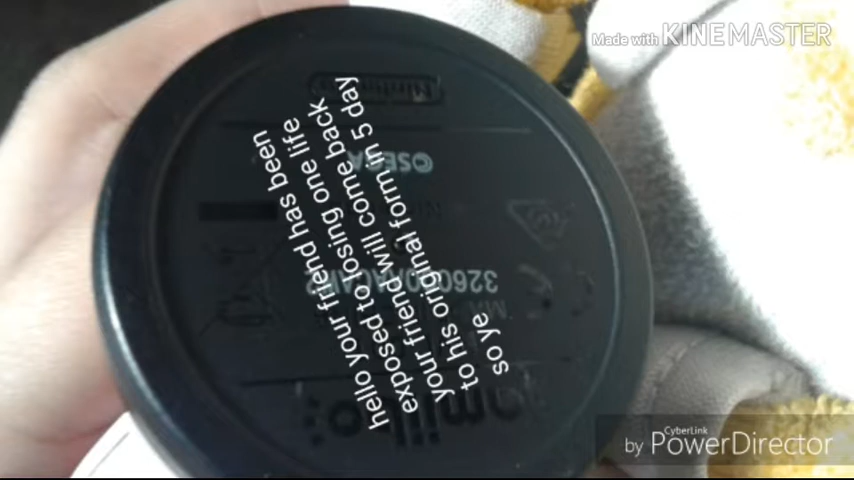 Made with KINEMASTER
hello your friend has been
exposed to losing one life
your friend will come back
to his original form in 5 day
so ye
Nintendo
©SEGA
amiibo
CyberLink
by PowerDirector